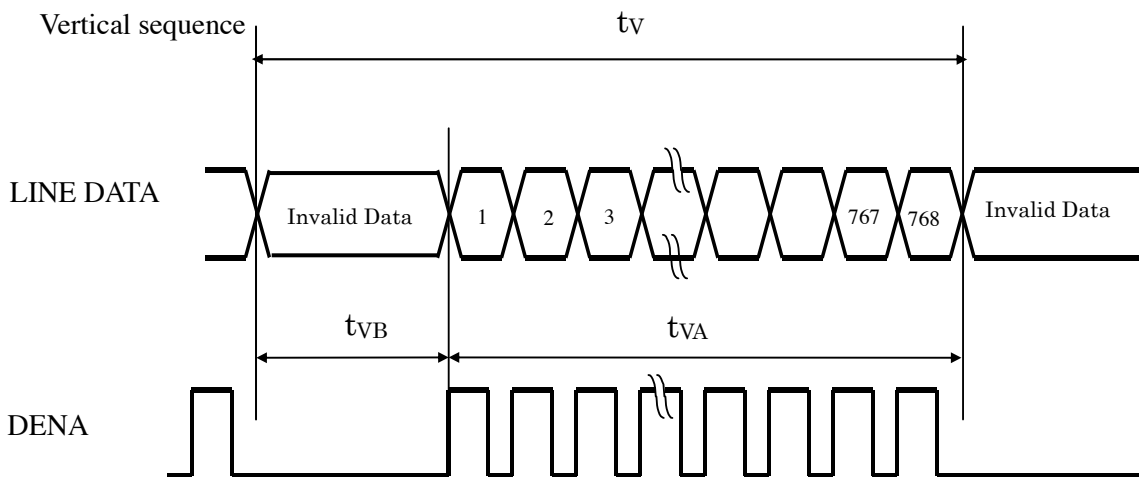 Vertical sequence
tV
LINE DATA
Invalid Data
1
2
3
767
768
Invalid Data
tVB
tVA
DENA